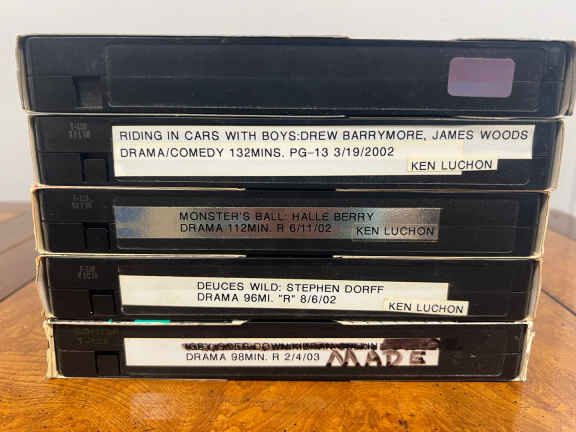 RIDING IN CARS WITH BOYS:DREW BARRYMORE, JAMES WOODS
DRAMA/COMEDY 132MINS. PG-13 3/19/2002
KEN LUCHON
MONSTER'S BALL: HALLE BERRY
DRAMA 112MIN. R 6/11/02
KEN LUCHON
DEUCES WILD: STEPHEN DORFF
DRAMA 96MI. "R" 8/6/02
KEN LUCHON
DRAMA 98MIN. R 2/4/03
MADE